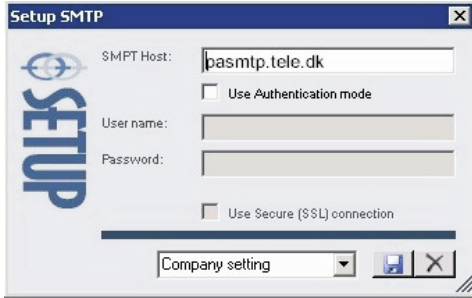 Setup SMTP
SMPT Host:
pasmtp.tele.dk
Use Authentication mode
User name:
Password:
Use Secure (SSL) connection
Company setting
SETUP